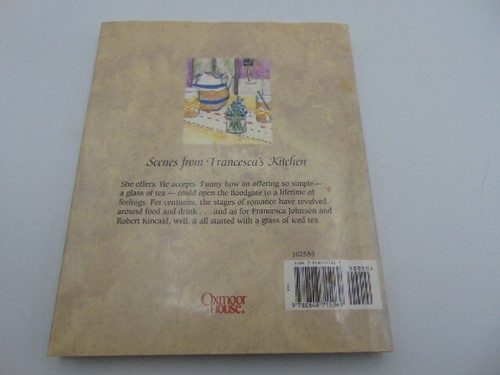 Scenes from Francesca's Kitchen
She offers. He accepts. Funny how an offering so simple—
a glass of tea — could open the floodgate to a lifetime of
feelings. For centuries, the stages of romance have revolved
around food and drink . . . and as for Francesca Johnson and
Robert Kincaid, well, it all started with a glass of iced tea.
102559
Oxmoor
House®